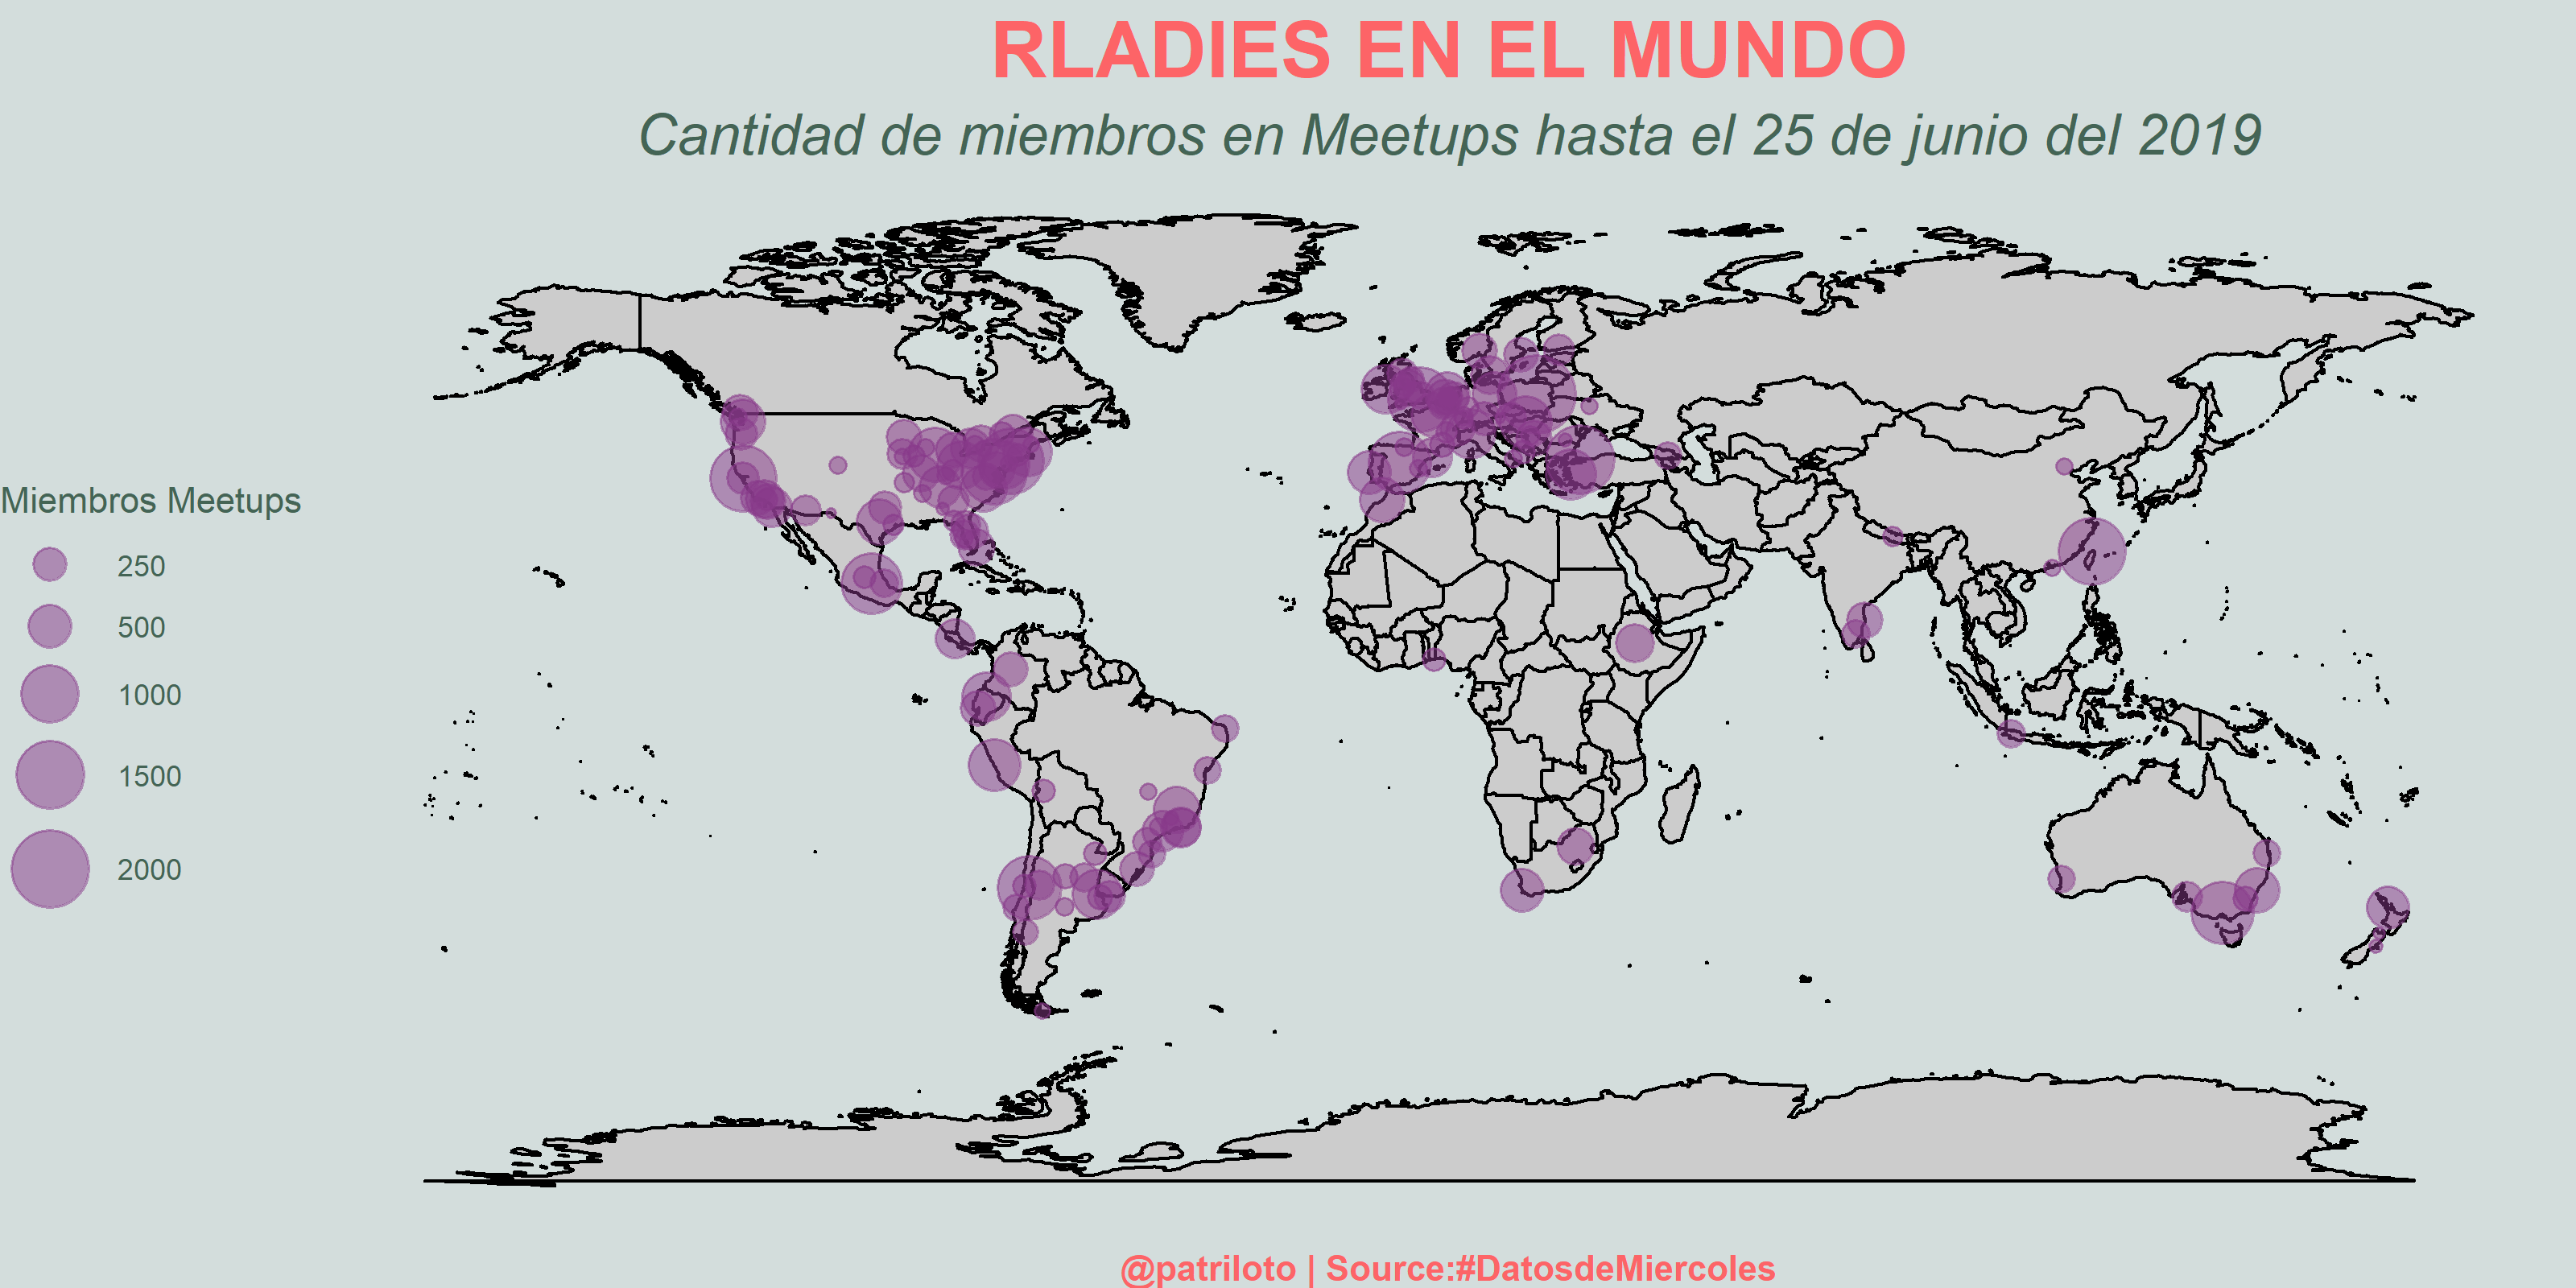 RLADIES EN EL MUNDO
Cantidad de miembros en Meetups hasta el 25 de junio del 2019
Miembros Meetups
250
500
1000
1500
2000
@patriloto | Source:#DatosdeMiercoles